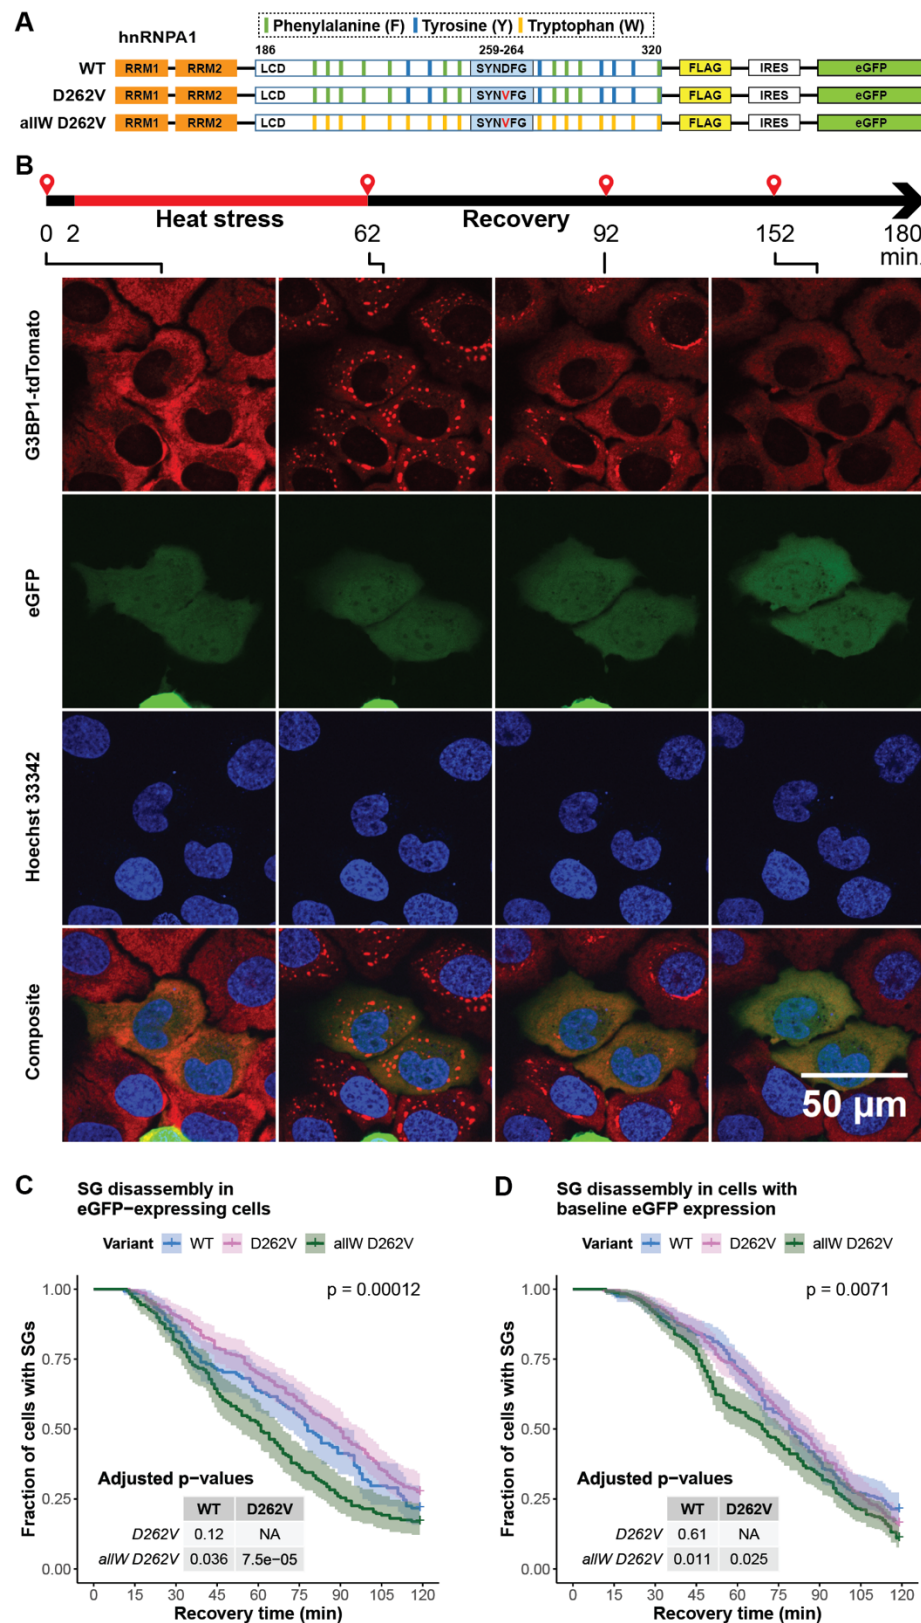 A
Phenylalanine (F) Tyrosine (Y) Tryptophan (W)
hnRNPA1
186 259-264 320
WT RRM1 RRM2 LCD SYNDFG FLAG IRES eGFP
D262V RRM1 RRM2 LCD SYNVFG FLAG IRES eGFP
allW D262V RRM1 RRM2 LCD SYNVFG FLAG IRES eGFP
B
Heat stress Recovery
0 2 62 92 152 180
min.
G3BP1-tdTomato
eGFP
Hoechst 33342
Composite
50 µm
C SG disassembly in
eGFP−expressing cells
Variant WT D262V allW D262V
p = 0.00012
Fraction of cells with SGs
1.00
0.75
0.50
0.25
0.00
Adjusted p−values
WT D262V
D262V 0.12 NA
allW D262V 0.036 7.5e−05
0 15 30 45 60 75 90 105 120
Recovery time (min)
D SG disassembly in cells with
baseline eGFP expression
Variant WT D262V allW D262V
p = 0.0071
Fraction of cells with SGs
1.00
0.75
0.50
0.25
0.00
Adjusted p−values
WT D262V
D262V 0.61 NA
allW D262V 0.011 0.025
0 15 30 45 60 75 90 105 120
Recovery time (min)